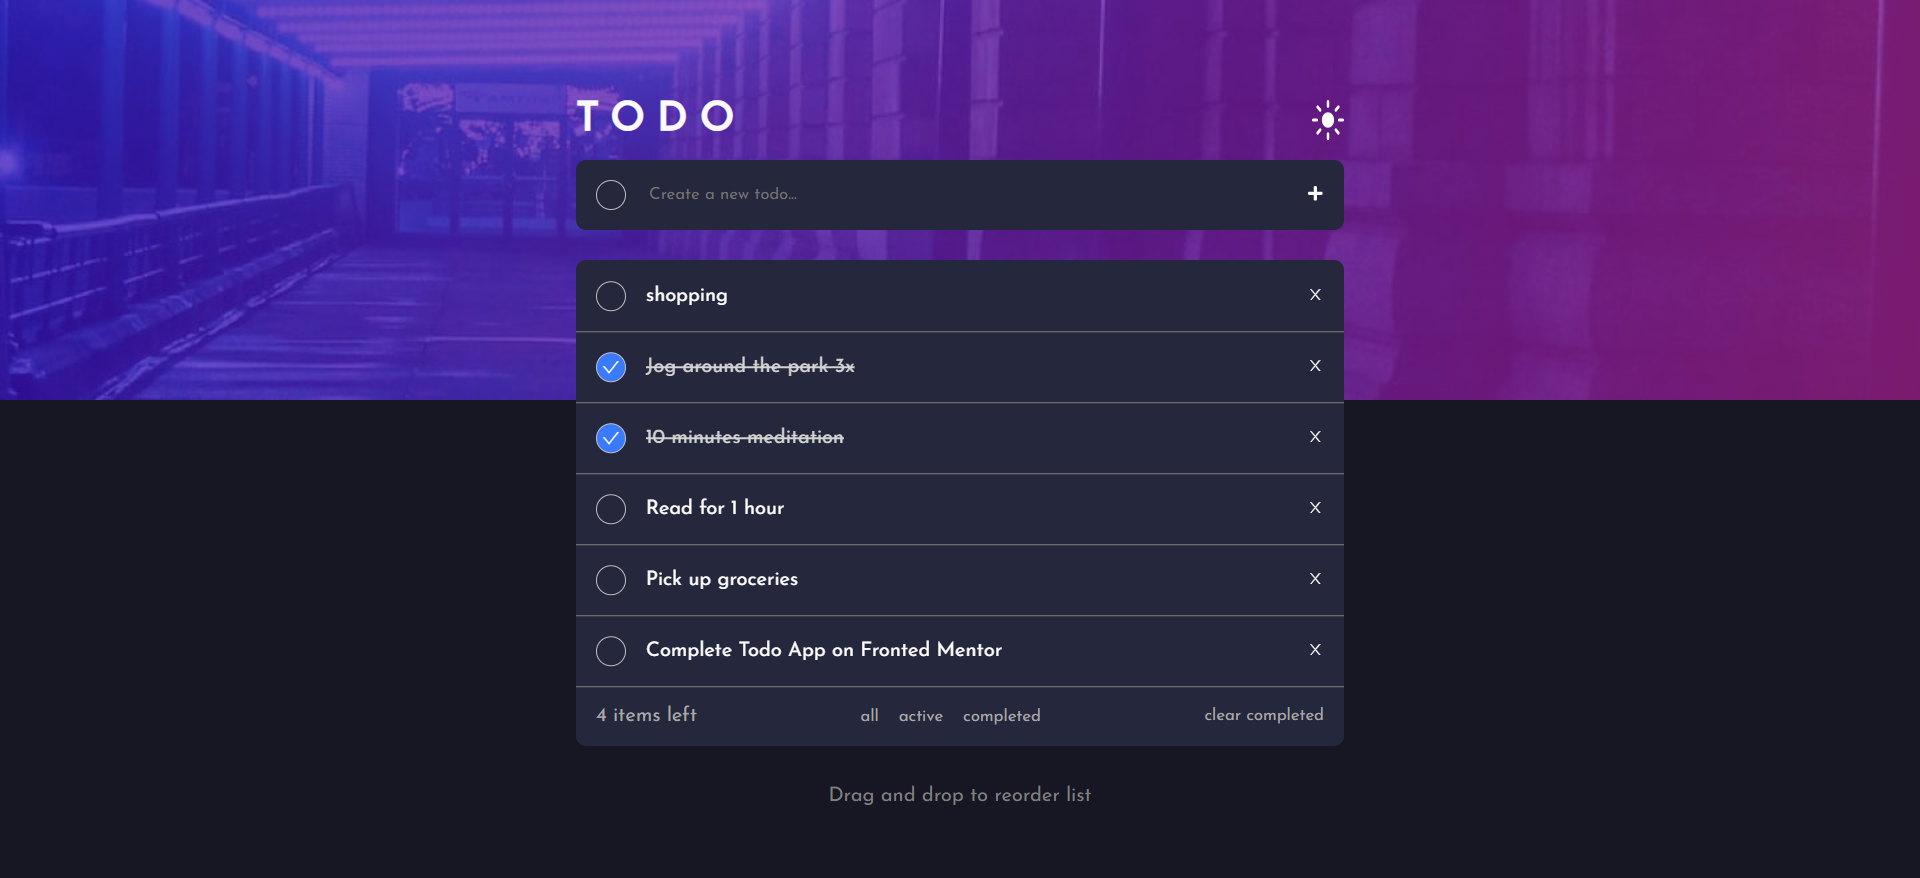 TODO
Create a new todo...
+
shopping
X
Jog around the park 3x
X
10 minutes meditation
X
Read for 1 hour
X
Pick up groceries
X
Complete Todo App on Fronted Mentor
X
4 items left all active completed clear completed
Drag and drop to reorder list